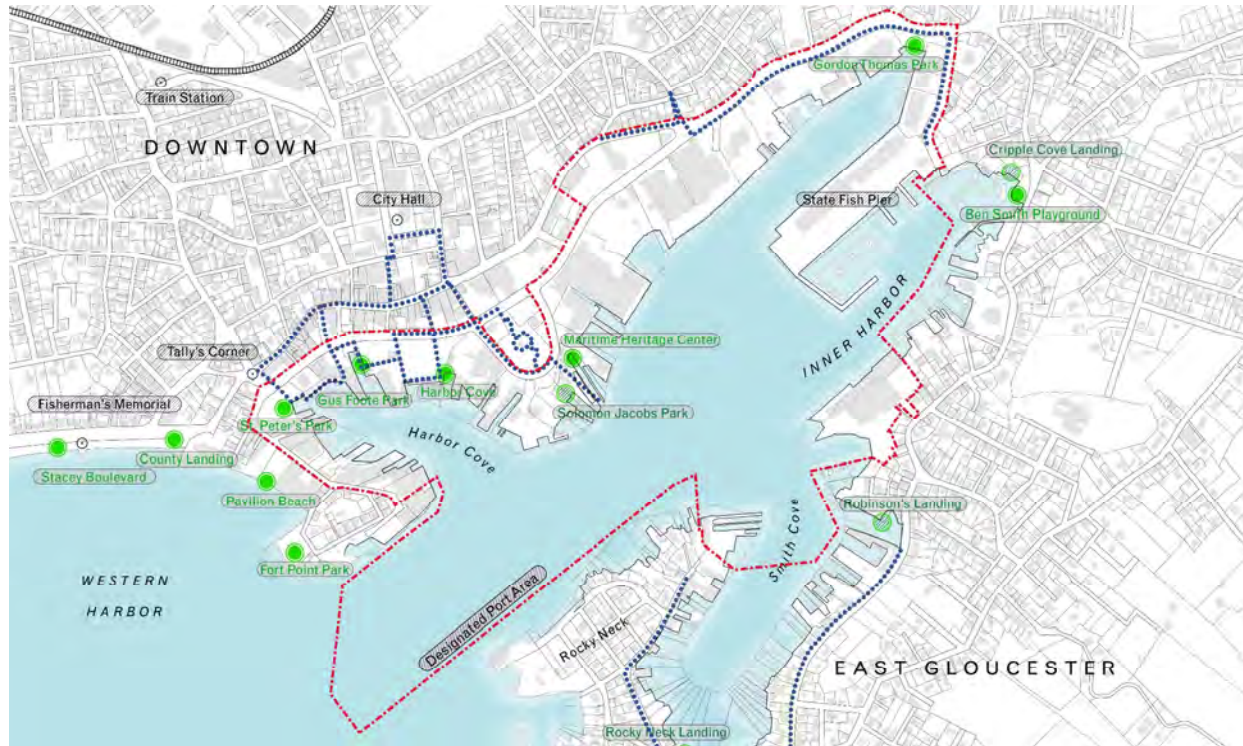 Gordon Thomas Park
Train Station
DOWNTOWN
Cripple Cove Landing
City Hall
State Fish Pier
Ben Smith Playground
INNER HARBOR
Maritime Heritage Center
Tally's Corner
Gus Foote Park
Harbor Cove
Fisherman's Memorial
Solomon Jacobs Park
St. Peter's Park
Harbor Cove
County Landing
Stacey Boulevard
Pavilion Beach
Robinson's Landing
Smith Cove
Fort Point Park
WESTERN
HARBOR
Designated Port Area
Rocky Neck
EAST GLOUCESTER
Rocky Neck Landing